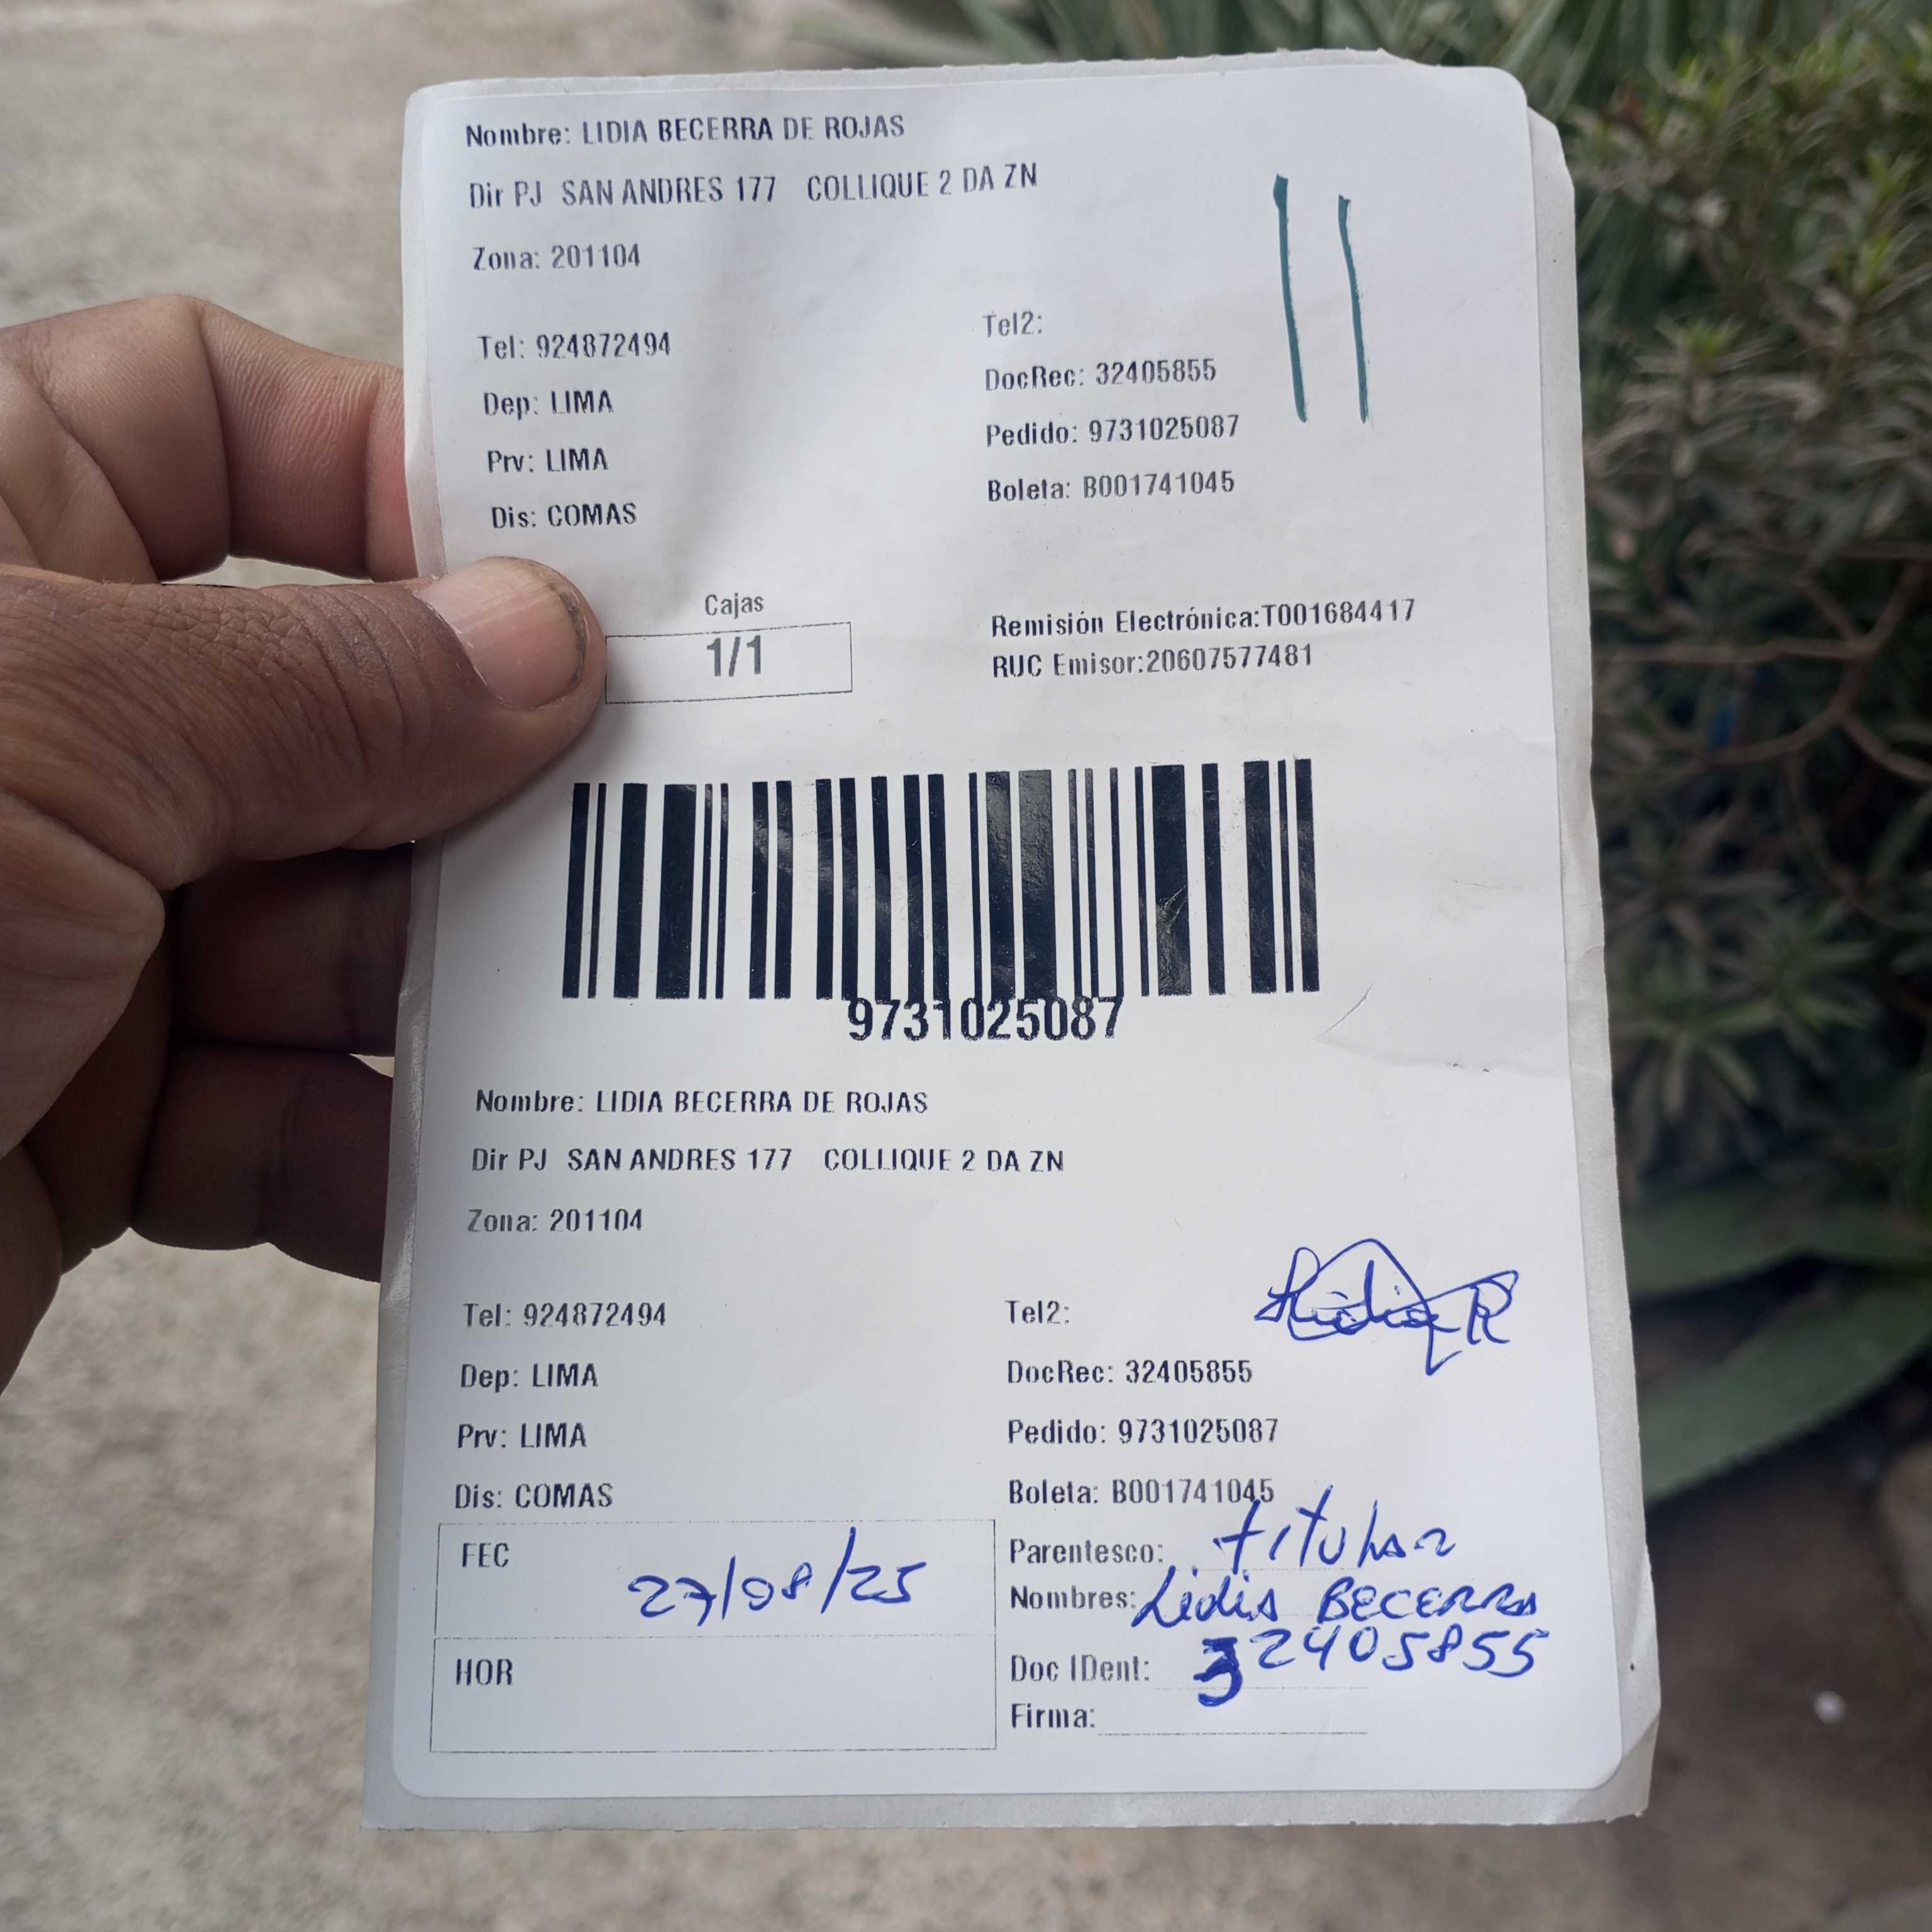 Nombre: LIDIA BECERRA DE ROJAS
Dir PJ SAN ANDRES 177 COLLIQUE 2 DA ZN
Zona: 201104
Tel: 924872494
Dep: LIMA
Prv: LIMA
Dis: COMAS
Tel2:
DocRec: 32405855
Pedido: 9731025087
Boleta: B001741045
11
Cajas
1/1
Remisión Electrónica:T001684417
RUC Emisor:20607577481
9731025087
Nombre: LIDIA BECERRA DE ROJAS
Dir PJ SAN ANDRES 177 COLLIQUE 2 DA ZN
Zona: 201104
Tel: 924872494
Dep: LIMA
Prv: LIMA
Dis: COMAS
Tel2:
DocRec: 32405855
Pedido: 9731025087
Boleta: B001741045
FEC 27/08/25
HOR
Parentesco: titular
Nombres: Lidia BECERRA
Doc IDent: 32405855
Firma: